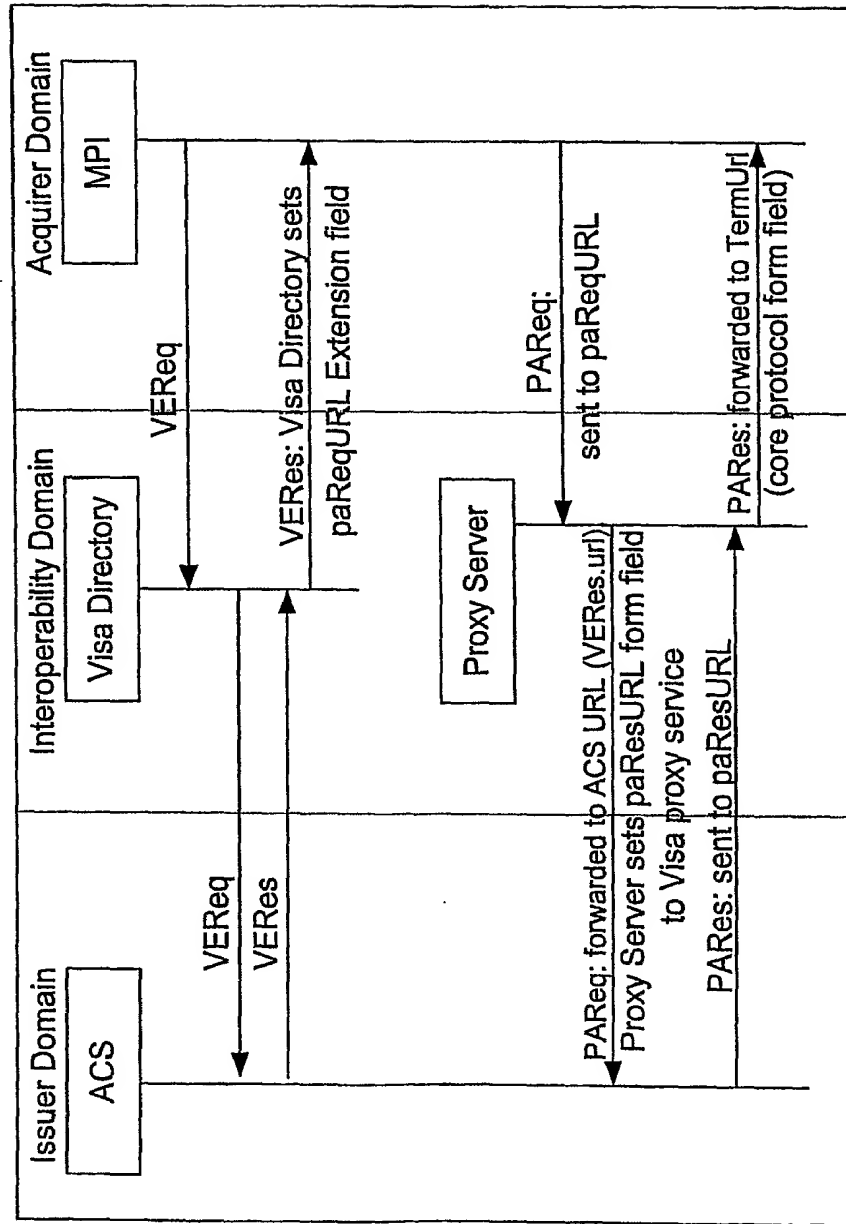 Issuer Domain
Interoperability Domain
Acquirer Domain
ACS
Visa Directory
MPI
VEReq
VEReq
VERes
VERes: Visa Directory sets
paReqURL Extension field
Proxy Server
PAReq:
sent to paReqURL
PAReq: forwarded to ACS URL (VERes.url)
Proxy Server sets paResURL form field
to Visa proxy service
PARes: sent to paResURL
PARes: forwarded to TermUrl
(core protocol form field)